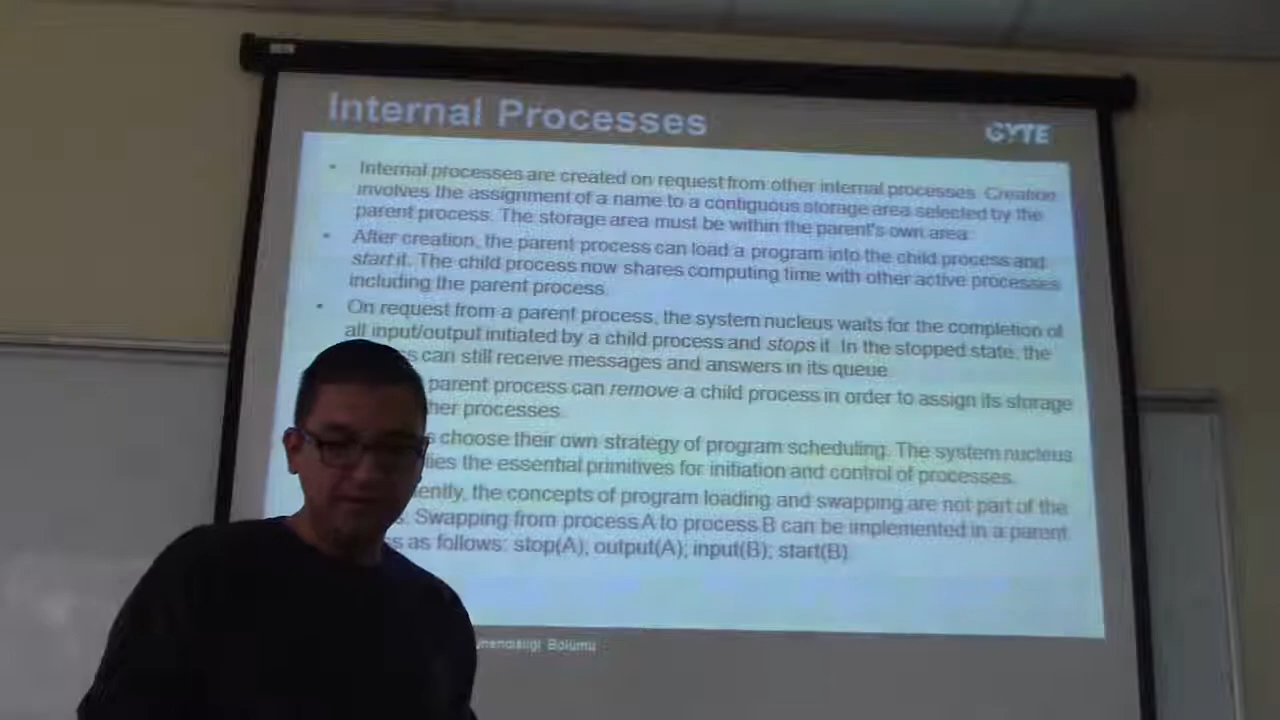 Internal Processes
GYTE
• Internal processes are created on request from other internal processes. Creation
involves the assignment of a name to a contiguous storage area selected by the
parent process. The storage area must be within the parent's own area.
• After creation, the parent process can load a program into the child process and
start it. The child process now shares computing time with other active processes
including the parent process.
• On request from a parent process, the system nucleus waits for the completion of
all input/output initiated by a child process and stops it. In the stopped state, the
can still receive messages and answers in its queue.
parent process can remove a child process in order to assign its storage
processes.
choose their own strategy of program scheduling. The system nucleus
the essential primitives for initiation and control of processes.
the concepts of program loading and swapping are not part of the
Swapping from process A to process B can be implemented in a parent
as follows: stop(A); output(A); input(B); start(B)
Bölümü